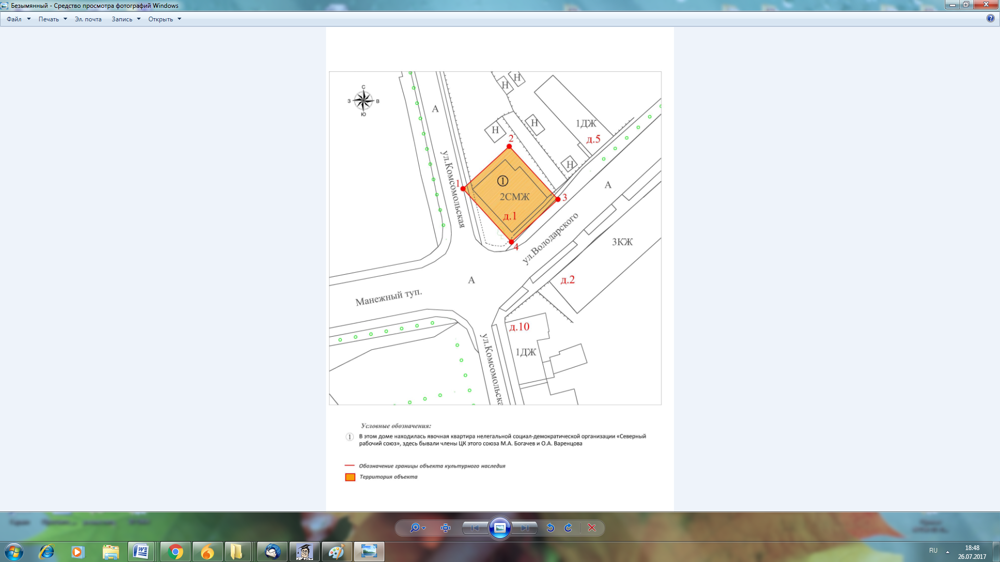 Безымянный - Средство просмотра фотографий Windows
Файл Печать Эл. почта Запись Открыть
С
З В
Ю
А
Н
Н
Н
Н
1ДЖ
д.5
2
Н
ул.Комсомольская
1
1
2СМЖ
3
д.1
А
4
ул.Володарского
3КЖ
А
д.2
Манежный туп.
д.10
1ДЖ
ул.Комсомольская
Условные обозначения:
1 В этом доме находилась явочная квартира нелегальной социал-демократической организации «Северный
рабочий союз», здесь бывали члены ЦК этого союза М.А. Богачев и О.А. Варенцова
Обозначение границы объекта культурного наследия
Территория объекта
RU
18:48
26.07.2017